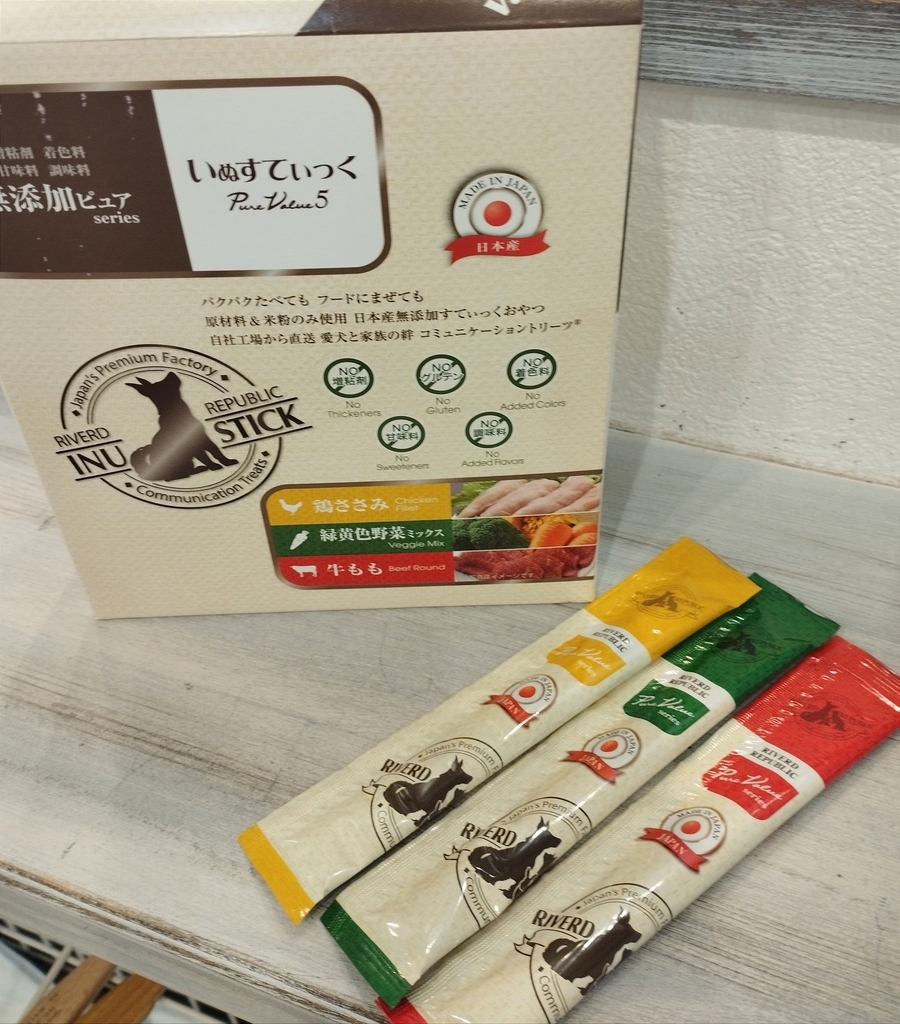 着色料
甘味料 調味料
無添加ピュア
series
いぬすてぃっく
Pure Value 5
MADE IN JAPAN
日本産
パクパクたべても フードにまぜても
原材料&米粉のみ使用 日本産無添加すてぃっくおやつ
自社工場から直送 愛犬と家族の絆 コミュニケーショントリーツ®
Japan's Premium Factory
RIVERD REPUBLIC
INU STICK
Communication Treats
NO 増粘剤
No Thickeners
NO グルテン
No Gluten
NO 着色料
No Added Colors
NO 甘味料
No Sweeteners
NO 調味料
No Added Flavors
鶏ささみ Chicken Fillet
緑黄色野菜ミックス
Veggie Mix
牛もも Beef Round
RIVERD REPUBLIC
Pure Value
series
MADE IN JAPAN
JAPAN
Japan's Premium
RIVERD
RIVERD REPUBLIC
Pure Value
series
MADE IN JAPAN
JAPAN
Japan's Premium
RIVERD
RIVERD REPUBLIC
Pure Value
series
MADE IN JAPAN
JAPAN
Japan's Premium Factory
RIVERD